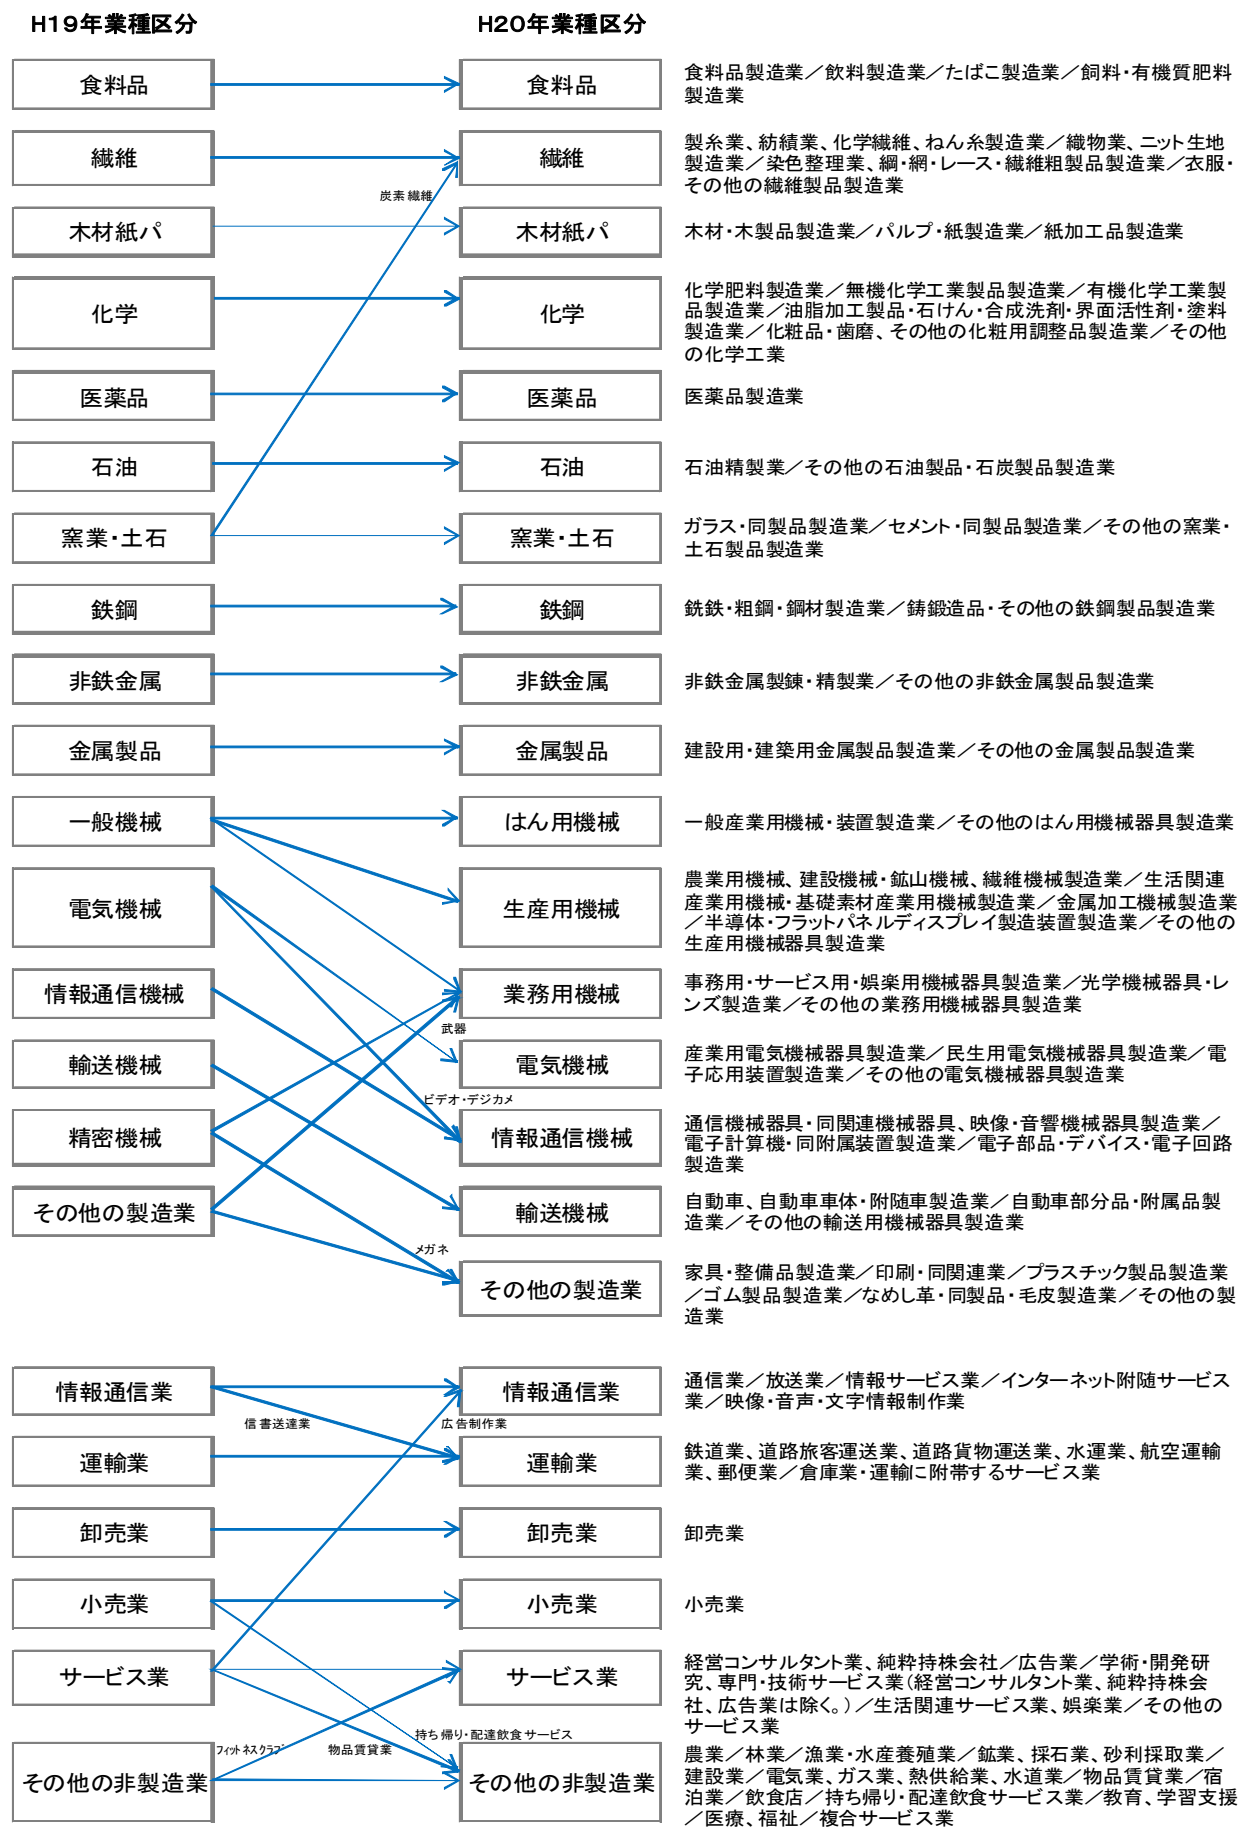 H19年業種区分
H20年業種区分
食料品
食料品
食料品製造業／飲料製造業／たばこ製造業／飼料・有機質肥料
製造業
繊維
繊維
製糸業、紡績業、化学繊維、ねん糸製造業／織物業、ニット生地
製造業／染色整理業、綱・網・レース・繊維粗製品製造業／衣服・
その他の繊維製品製造業
炭素繊維
木材紙パ
木材紙パ
木材・木製品製造業／パルプ・紙製造業／紙加工品製造業
化学
化学
化学肥料製造業／無機化学工業製品製造業／有機化学工業製
品製造業／油脂加工製品・石けん・合成洗剤・界面活性剤・塗料
製造業／化粧品・歯磨、その他の化粧用調整品製造業／その他
の化学工業
医薬品
医薬品
医薬品製造業
石油
石油
石油精製業／その他の石油製品・石炭製品製造業
窯業・土石
窯業・土石
ガラス・同製品製造業／セメント・同製品製造業／その他の窯業・
土石製品製造業
鉄鋼
鉄鋼
銑鉄・粗鋼・鋼材製造業／鋳鍛造品・その他の鉄鋼製品製造業
非鉄金属
非鉄金属
非鉄金属製錬・精製業／その他の非鉄金属製品製造業
金属製品
金属製品
建設用・建築用金属製品製造業／その他の金属製品製造業
一般機械
はん用機械
一般産業用機械・装置製造業／その他のはん用機械器具製造業
電気機械
生産用機械
農業用機械、建設機械・鉱山機械、繊維機械製造業／生活関連
産業用機械・基礎素材産業用機械製造業／金属加工機械製造業
／半導体・フラットパネルディスプレイ製造装置製造業／その他の
生産用機械器具製造業
情報通信機械
業務用機械
事務用・サービス用・娯楽用機械器具製造業／光学機械器具・レ
ンズ製造業／その他の業務用機械器具製造業
武器
輸送機械
電気機械
産業用電気機械器具製造業／民生用電気機械器具製造業／電
子応用装置製造業／その他の電気機械器具製造業
ビデオ・デジカメ
精密機械
情報通信機械
通信機械器具・同関連機械器具、映像・音響機械器具製造業／
電子計算機・同附属装置製造業／電子部品・デバイス・電子回路
製造業
その他の製造業
輸送機械
自動車、自動車車体・附随車製造業／自動車部分品・附属品製
造業／その他の輸送用機械器具製造業
メガネ
その他の製造業
家具・整備品製造業／印刷・同関連業／プラスチック製品製造業
／ゴム製品製造業／なめし革・同製品・毛皮製造業／その他の製
造業
情報通信業
情報通信業
通信業／放送業／情報サービス業／インターネット附随サービス
業／映像・音声・文字情報制作業
信書送達業
広告制作業
運輸業
運輸業
鉄道業、道路旅客運送業、道路貨物運送業、水運業、航空運輸
業、郵便業／倉庫業・運輸に附帯するサービス業
卸売業
卸売業
卸売業
小売業
小売業
小売業
サービス業
サービス業
経営コンサルタント業、純粋持株会社／広告業／学術・開発研
究、専門・技術サービス業（経営コンサルタント業、純粋持株会
社、広告業は除く。）／生活関連サービス業、娯楽業／その他の
サービス業
持ち帰り・配達飲食サービス
フィットネスクラブ
物品賃貸業
その他の非製造業
その他の非製造業
農業／林業／漁業・水産養殖業／鉱業、採石業、砂利採取業／
建設業／電気業、ガス業、熱供給業、水道業／物品賃貸業／宿
泊業／飲食店／持ち帰り・配達飲食サービス業／教育、学習支援
／医療、福祉／複合サービス業